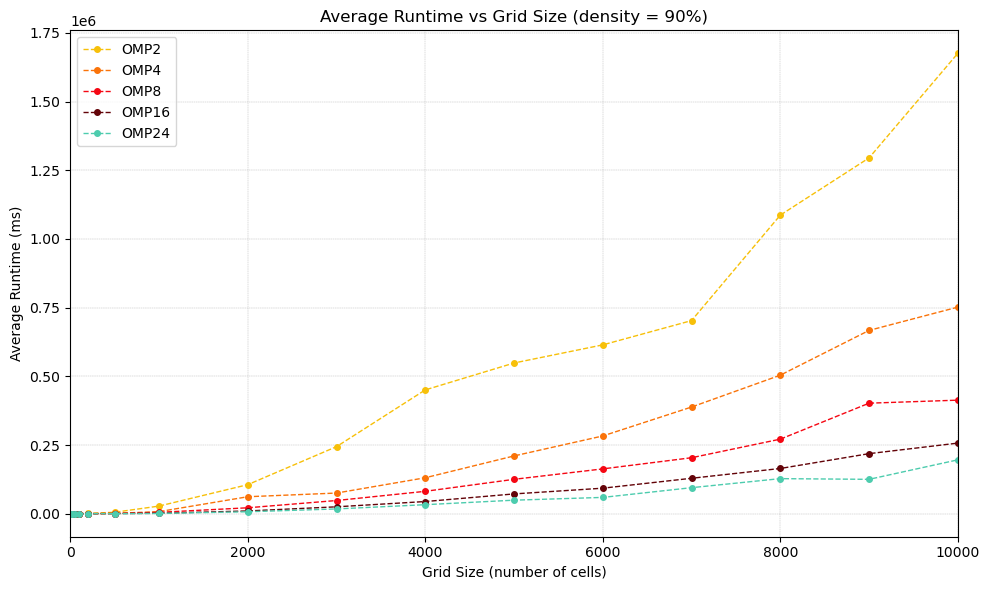 Average Runtime vs Grid Size (density = 90%)
1e6
1.75
1.50
1.25
1.00
0.75
0.50
0.25
0.00
Average Runtime (ms)
OMP2
OMP4
OMP8
OMP16
OMP24
0 2000 4000 6000 8000 10000
Grid Size (number of cells)